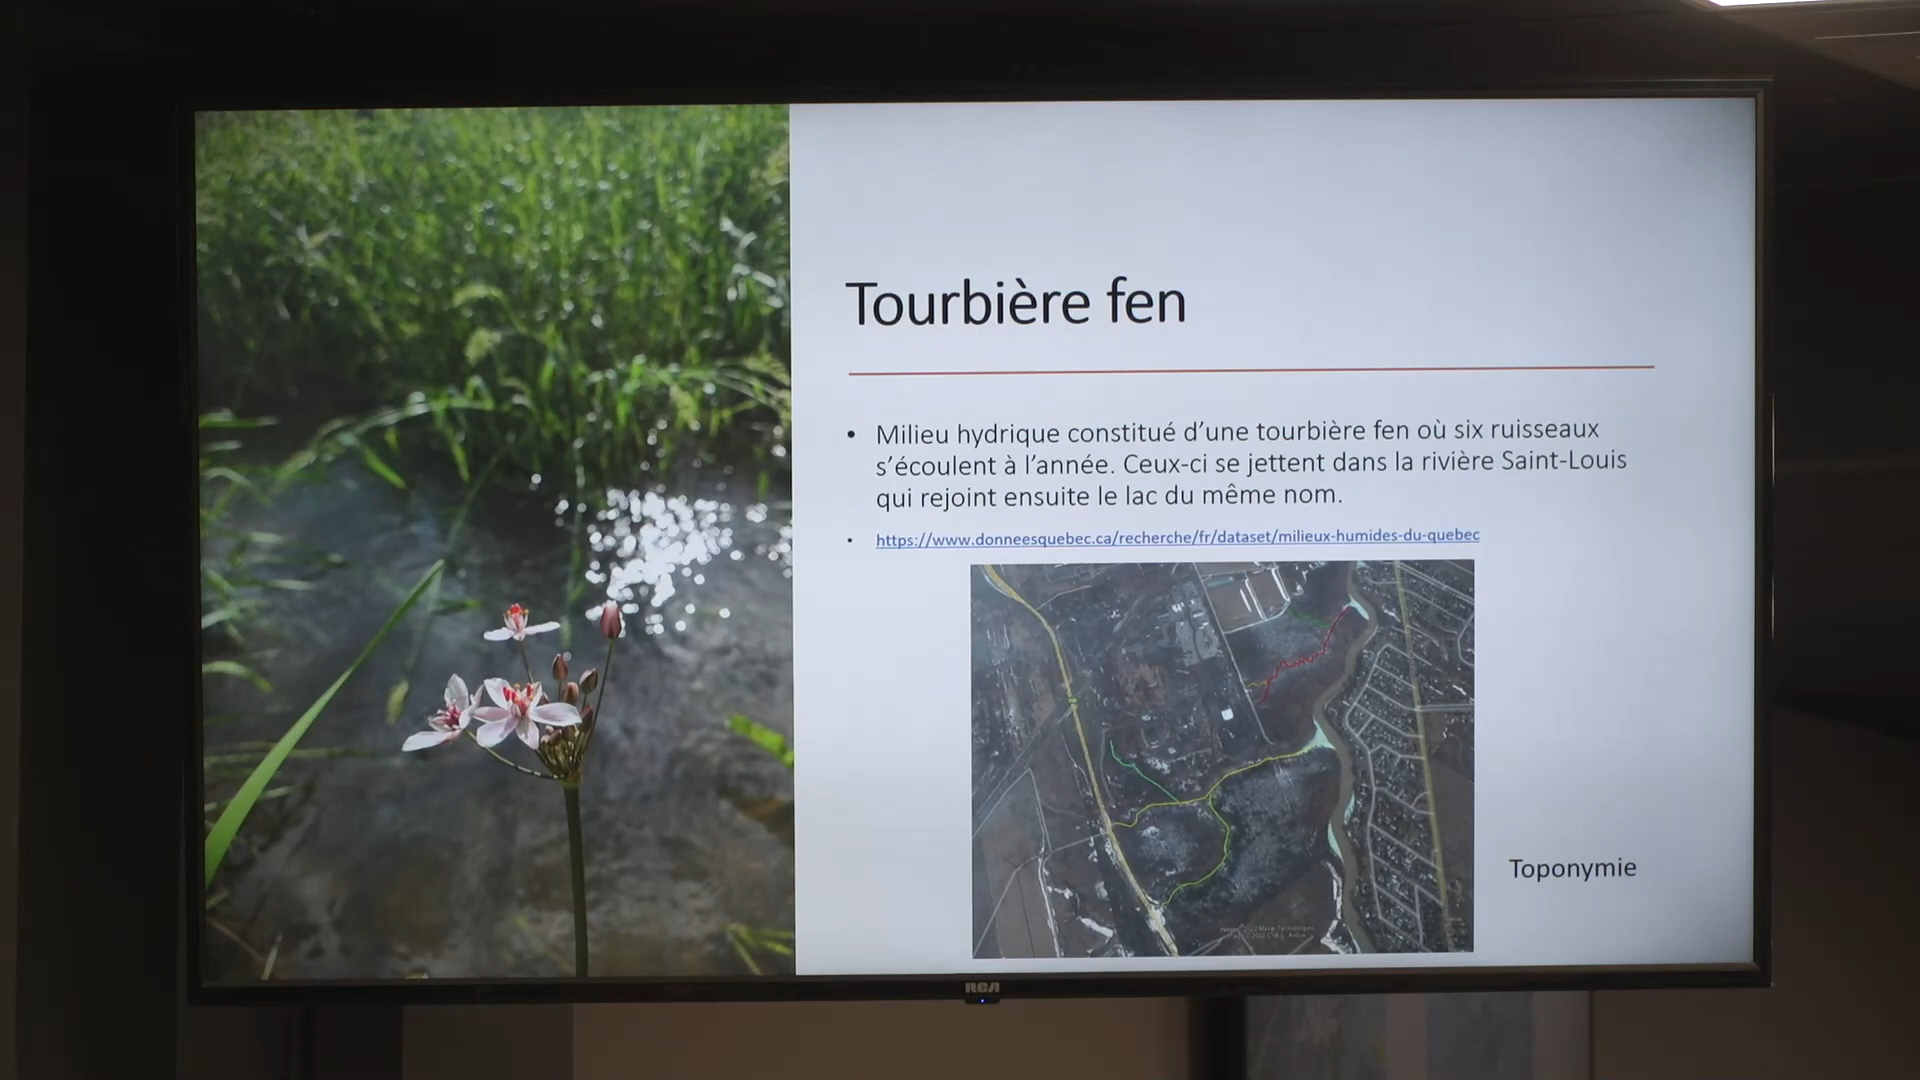 Tourbière fen
• Milieu hydrique constitué d’une tourbière fen où six ruisseaux
s’écoulent à l’année. Ceux-ci se jettent dans la rivière Saint-Louis
qui rejoint ensuite le lac du même nom.
• https://www.donneesquebec.ca/recherche/fr/dataset/milieux-humides-du-quebec
Toponymie
RCA